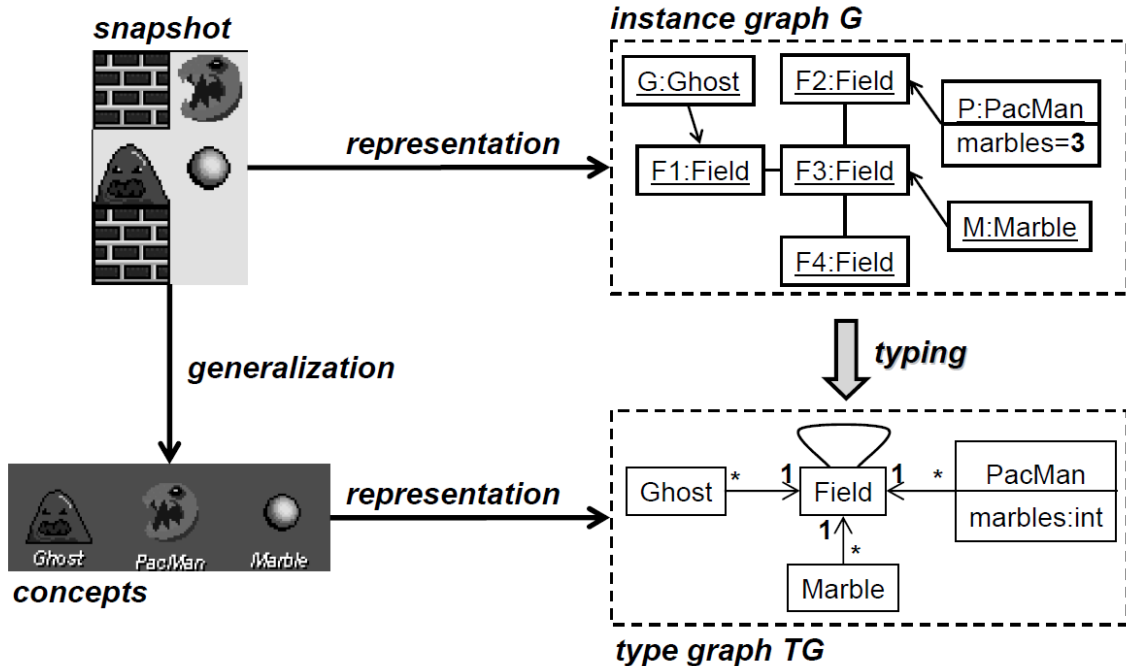 snapshot
instance graph G
G:Ghost
F2:Field
P:PacMan
marbles=3
representation
F1:Field
F3:Field
M:Marble
F4:Field
generalization
typing
representation
Ghost
*
1
Field
1
*
PacMan
marbles:int
1
*
Marble
Ghost
PacMan
Marble
concepts
type graph TG